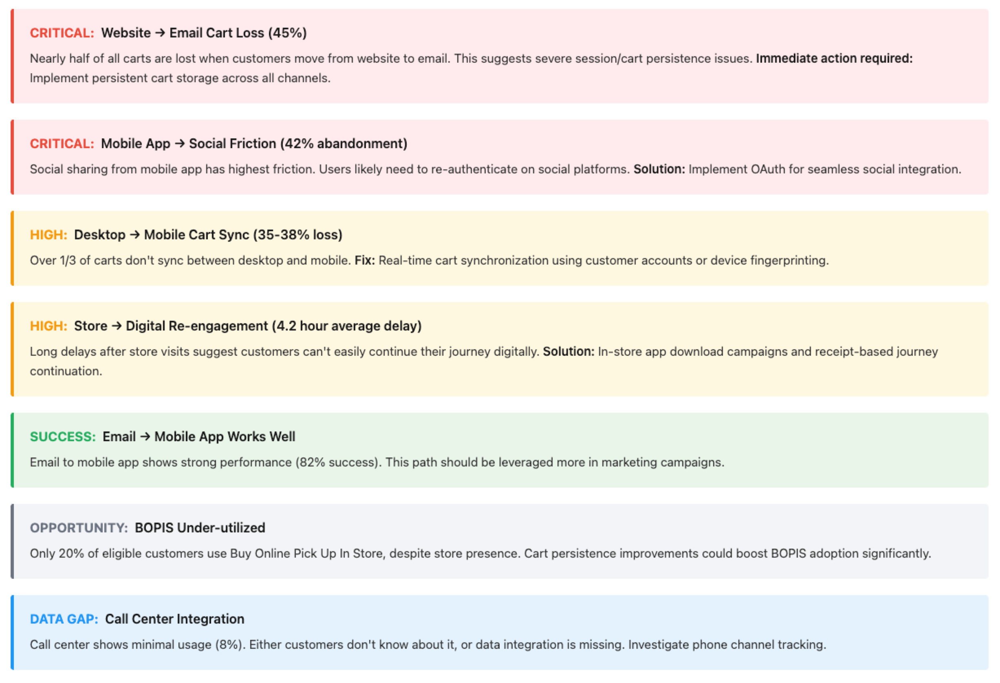 CRITICAL: Website → Email Cart Loss (45%)
Nearly half of all carts are lost when customers move from website to email. This suggests severe session/cart persistence issues. Immediate action required:
Implement persistent cart storage across all channels.
CRITICAL: Mobile App → Social Friction (42% abandonment)
Social sharing from mobile app has highest friction. Users likely need to re-authenticate on social platforms. Solution: Implement OAuth for seamless social integration.
HIGH: Desktop → Mobile Cart Sync (35-38% loss)
Over 1/3 of carts don't sync between desktop and mobile. Fix: Real-time cart synchronization using customer accounts or device fingerprinting.
HIGH: Store → Digital Re-engagement (4.2 hour average delay)
Long delays after store visits suggest customers can't easily continue their journey digitally. Solution: In-store app download campaigns and receipt-based journey
continuation.
SUCCESS: Email → Mobile App Works Well
Email to mobile app shows strong performance (82% success). This path should be leveraged more in marketing campaigns.
OPPORTUNITY: BOPIS Under-utilized
Only 20% of eligible customers use Buy Online Pick Up In Store, despite store presence. Cart persistence improvements could boost BOPIS adoption significantly.
DATA GAP: Call Center Integration
Call center shows minimal usage (8%). Either customers don't know about it, or data integration is missing. Investigate phone channel tracking.